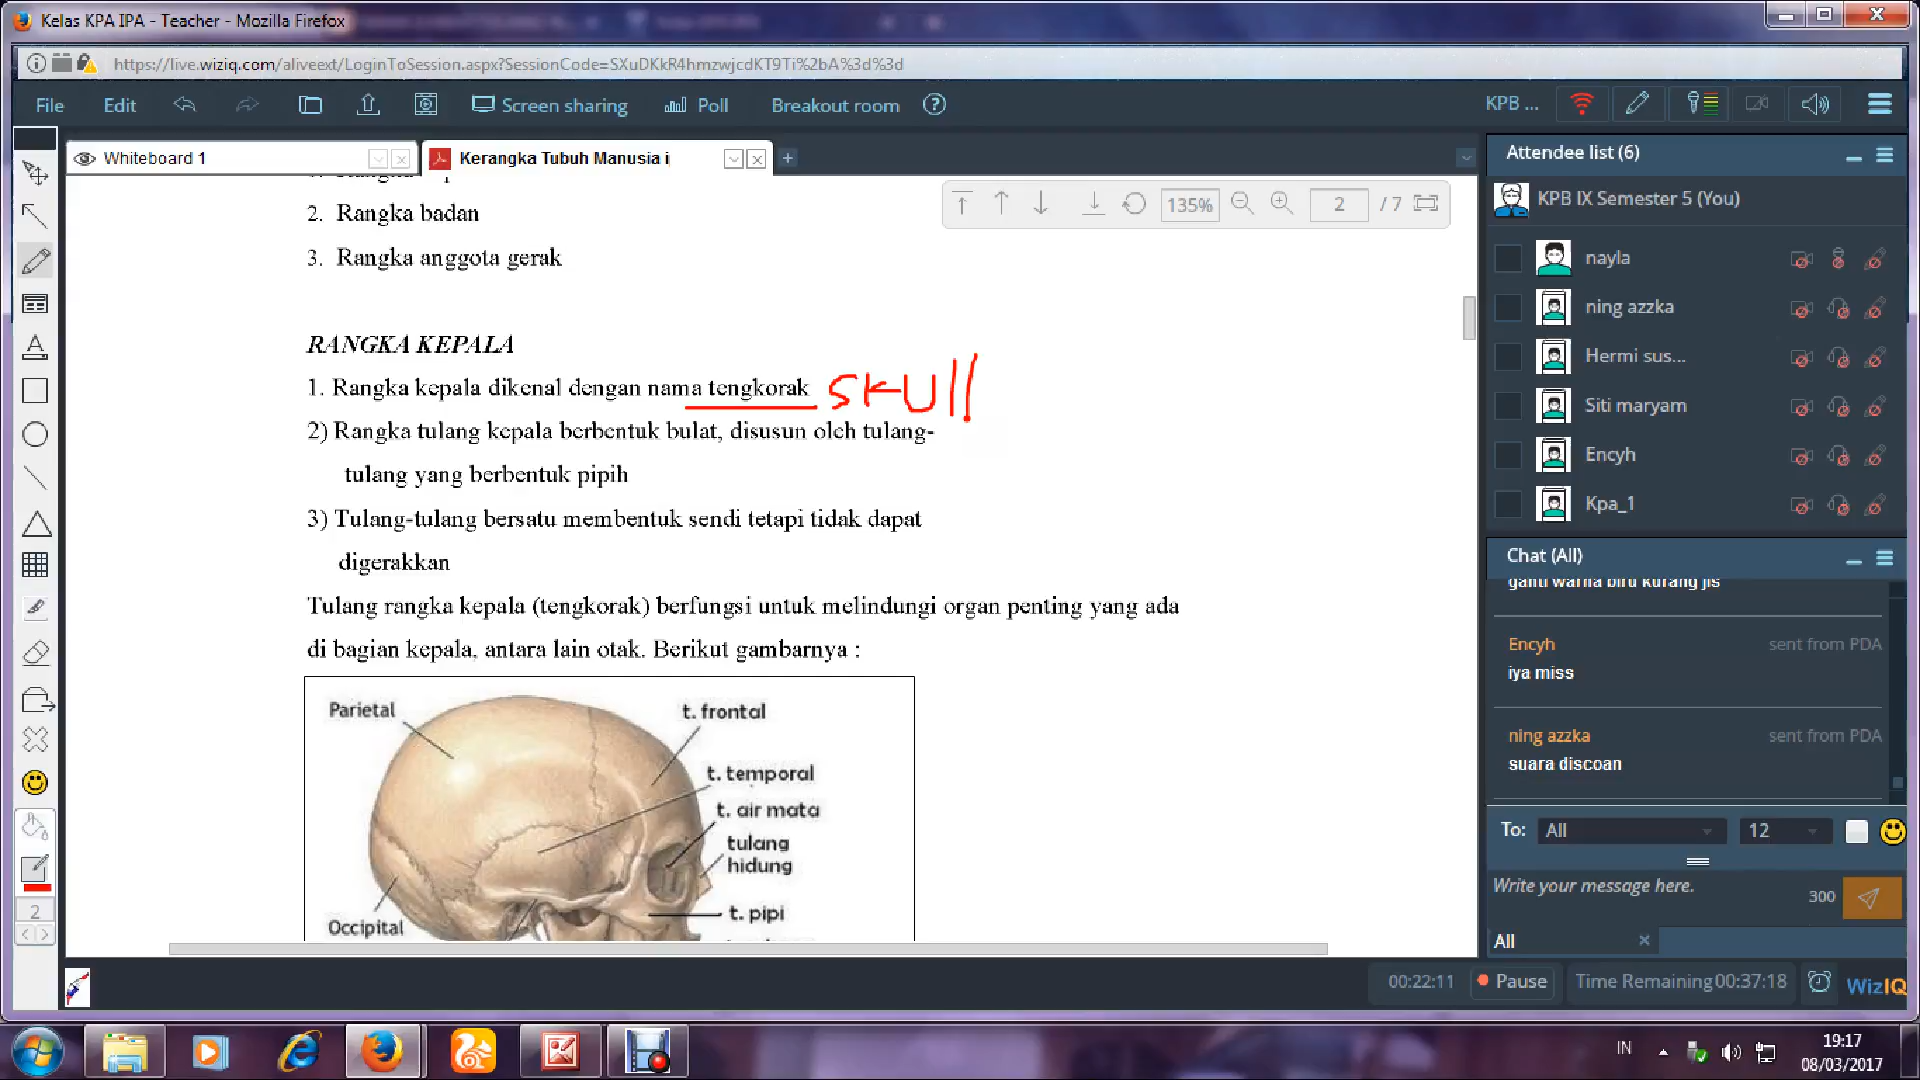 Kelas KPA IPA - Teacher - Mozilla Firefox
https://live.wiziq.com/aliveext/LoginToSession.aspx?SessionCode=SXuDKkR4hmzwjcdKT9Ti%2bA%3d%3d
File Edit Screen sharing Poll Breakout room ? KPB ...
Whiteboard 1 Kerangka Tubuh Manusia i
135% 2 / 7
2. Rangka badan
3. Rangka anggota gerak
RANGKA KEPALA
1. Rangka kepala dikenal dengan nama tengkorak SKUll
2) Rangka tulang kepala berbentuk bulat, disusun oleh tulang-
tulang yang berbentuk pipih
3) Tulang-tulang bersatu membentuk sendi tetapi tidak dapat
digerakkan
Tulang rangka kepala (tengkorak) berfungsi untuk melindungi organ penting yang ada
di bagian kepala, antara lain otak. Berikut gambarnya :
Parietal
t. frontal
t. temporal
t. air mata
tulang
hidung
t. pipi
Occipital
2
Attendee list (6)
KPB IX Semester 5 (You)
nayla
ning azzka
Hermi sus...
Siti maryam
Encyh
Kpa_1
Chat (All)
ganti warna biru kurang jls
Encyh sent from PDA
iya miss
ning azzka sent from PDA
suara discoan
To: All 12
Write your message here. 300
All
00:22:11 Pause Time Remaining 00:37:18 WizIQ
IN 19:17
08/03/2017